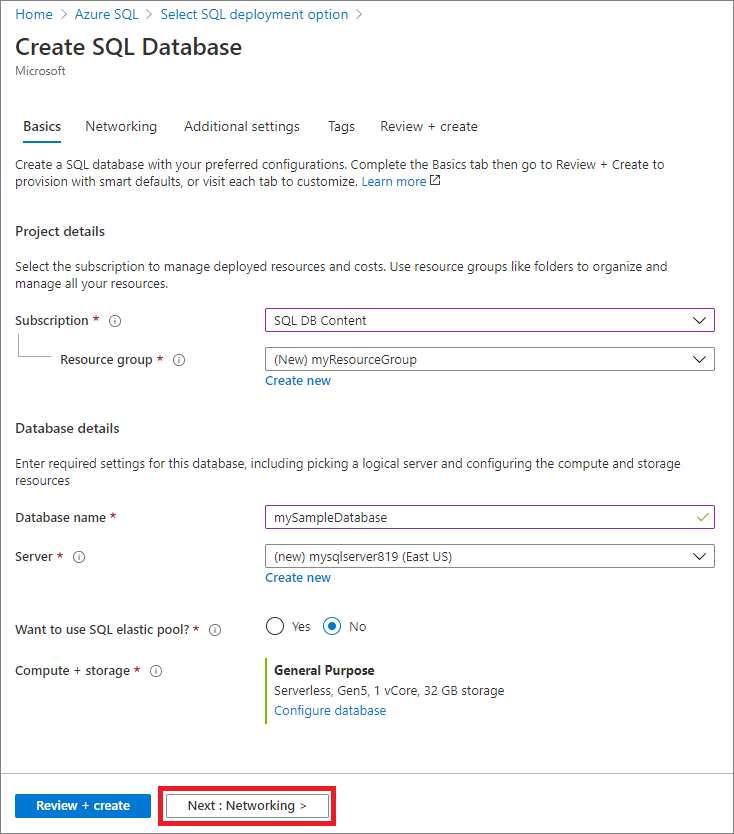 Home > Azure SQL > Select SQL deployment option >
Create SQL Database
Microsoft
Basics Networking Additional settings Tags Review + create
Create a SQL database with your preferred configurations. Complete the Basics tab then go to Review + Create to
provision with smart defaults, or visit each tab to customize. Learn more
Project details
Select the subscription to manage deployed resources and costs. Use resource groups like folders to organize and
manage all your resources.
Subscription * SQL DB Content
Resource group * (New) myResourceGroup
Create new
Database details
Enter required settings for this database, including picking a logical server and configuring the compute and storage
resources
Database name * mySampleDatabase
Server * (new) mysqlserver819 (East US)
Create new
Want to use SQL elastic pool? * Yes No
Compute + storage * General Purpose
Serverless, Gen5, 1 vCore, 32 GB storage
Configure database
Review + create Next : Networking >